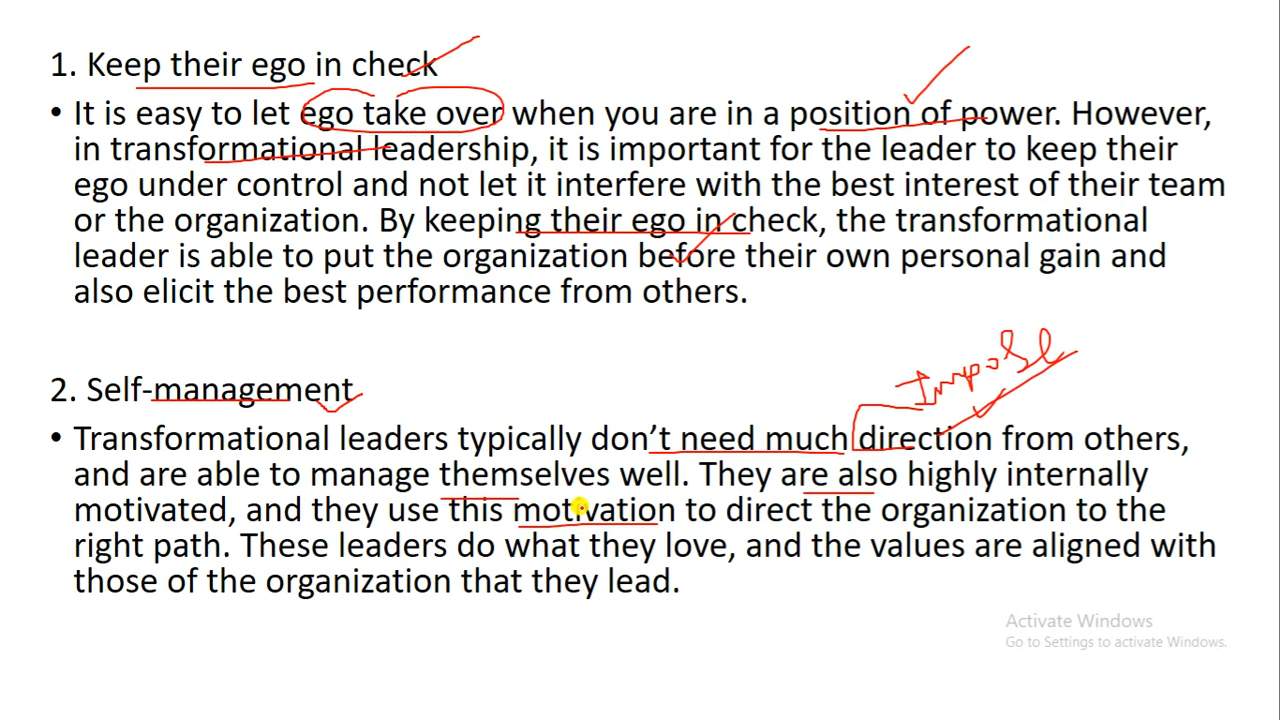 1. Keep their ego in check
• It is easy to let ego take over when you are in a position of power. However,
in transformational leadership, it is important for the leader to keep their
ego under control and not let it interfere with the best interest of their team
or the organization. By keeping their ego in check, the transformational
leader is able to put the organization before their own personal gain and
also elicit the best performance from others.
Impose
2. Self-management
• Transformational leaders typically don’t need much direction from others,
and are able to manage themselves well. They are also highly internally
motivated, and they use this motivation to direct the organization to the
right path. These leaders do what they love, and the values are aligned with
those of the organization that they lead.
Activate Windows
Go to Settings to activate Windows.